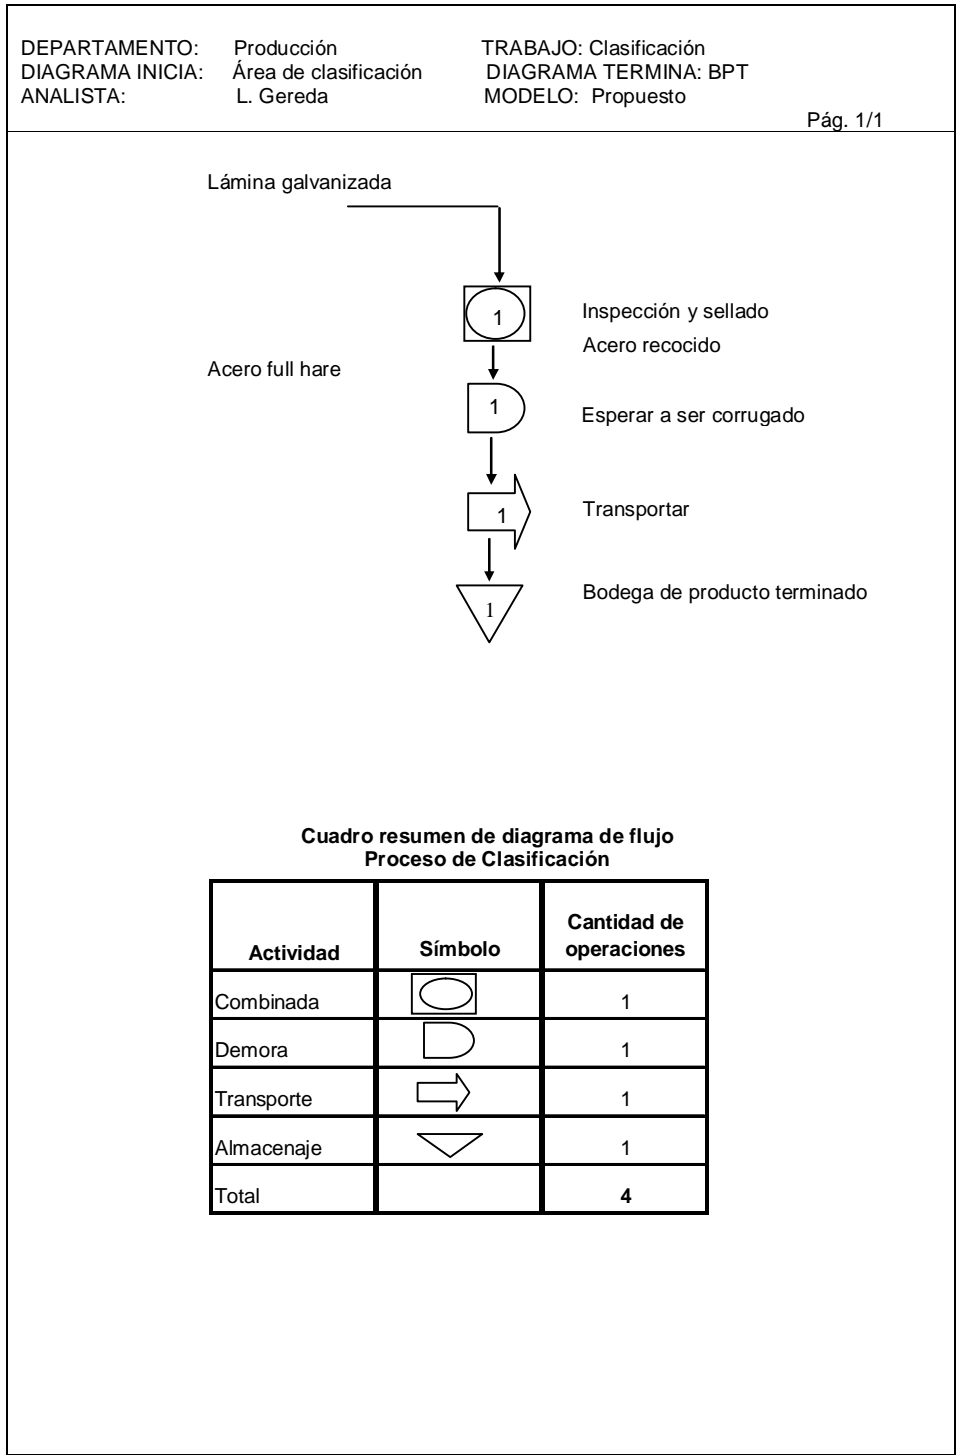 DEPARTAMENTO: Producción TRABAJO: Clasificación
DIAGRAMA INICIA: Área de clasificación DIAGRAMA TERMINA: BPT
ANALISTA: L. Gereda MODELO: Propuesto
Pág. 1/1
Lámina galvanizada
1 Inspección y sellado
Acero recocido
Acero full hare
1 Esperar a ser corrugado
1 Transportar
1 Bodega de producto terminado
Cuadro resumen de diagrama de flujo
Proceso de Clasificación
Actividad Símbolo Cantidad de operaciones
Combinada 1
Demora 1
Transporte 1
Almacenaje 1
Total 4